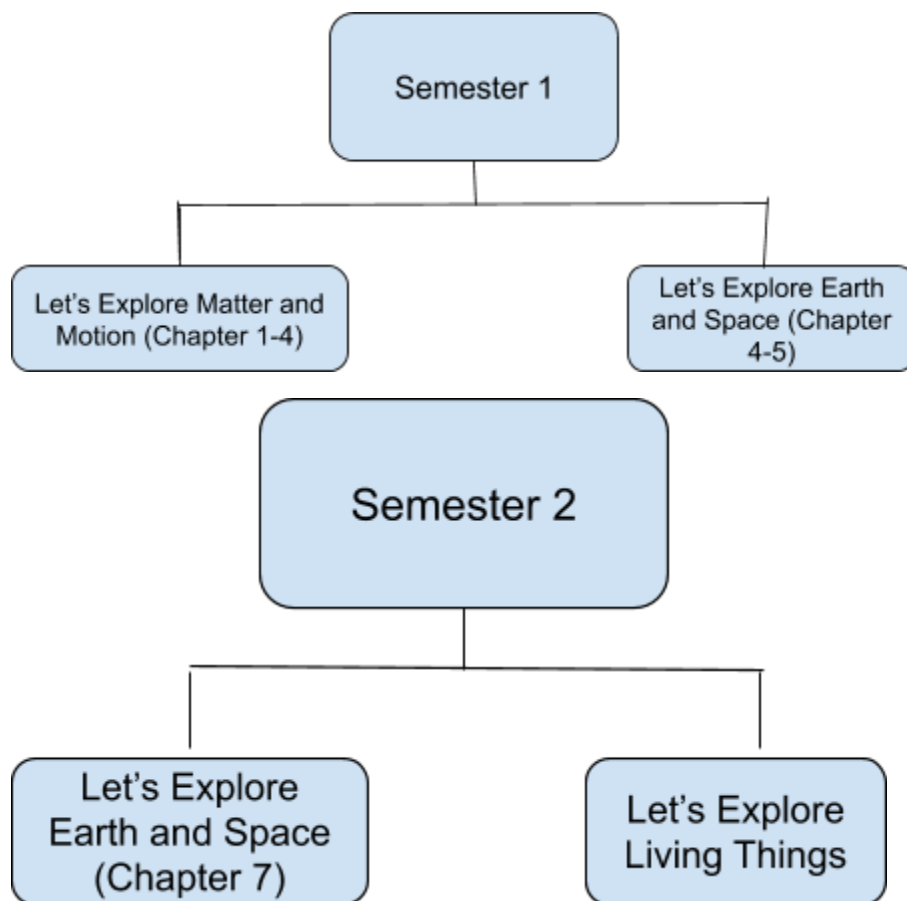 Semester 1
Let’s Explore Matter and
Motion (Chapter 1-4)
Let’s Explore Earth
and Space (Chapter
4-5)
Semester 2
Let’s Explore
Earth and Space
(Chapter 7)
Let’s Explore
Living Things